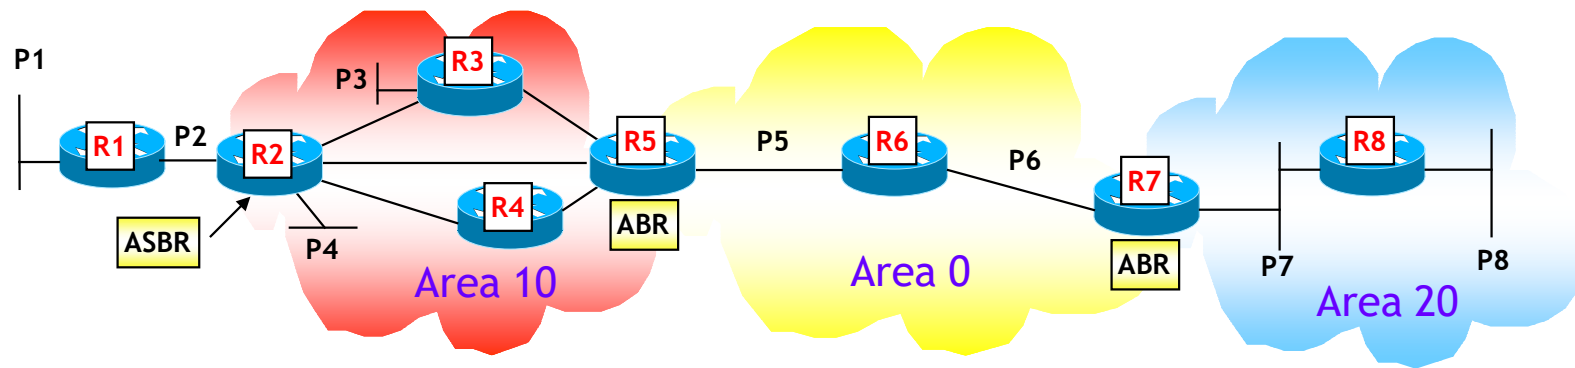 P1
R1
P2
R2
ASBR
P3
R3
P4
R4
Area 10
R5
ABR
P5
R6
Area 0
P6
R7
ABR
P7
R8
P8
Area 20